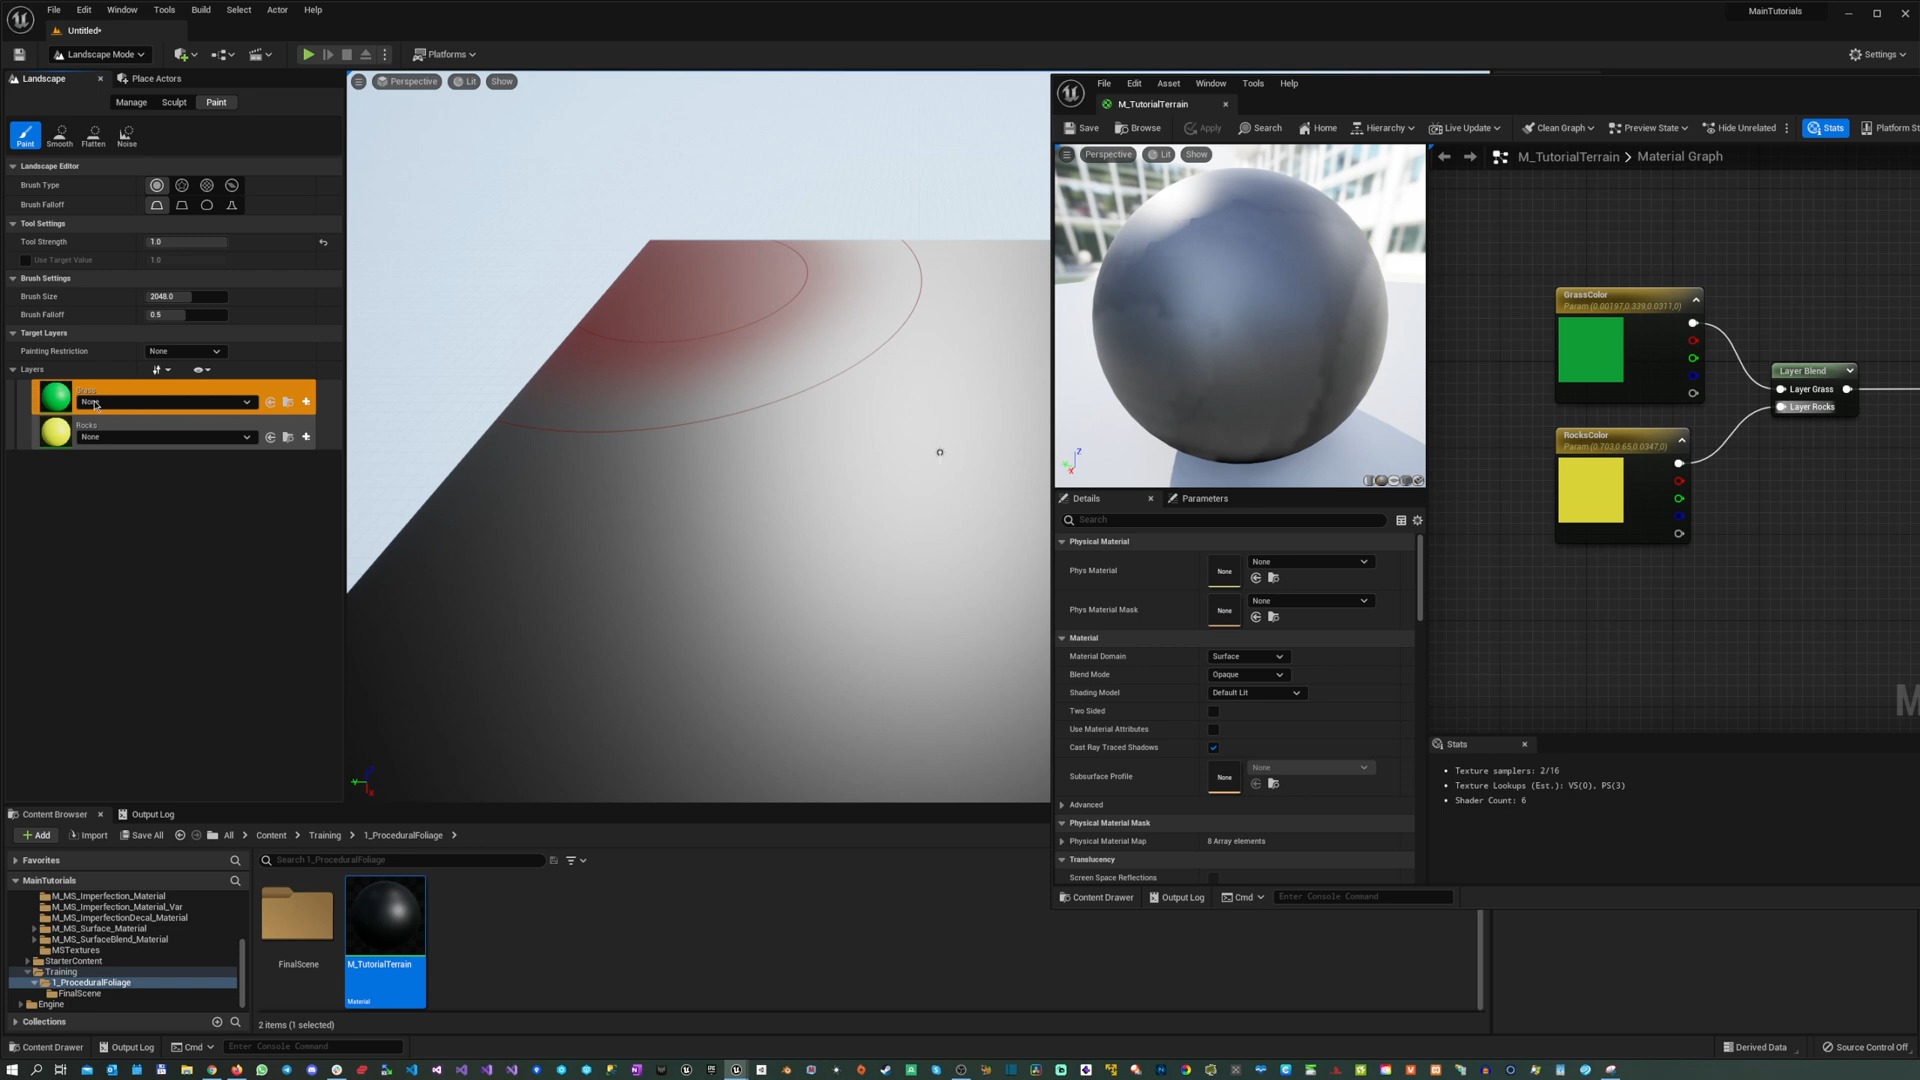 File Edit Window Tools Build Select Actor Help
MainTutorials
Untitled*
Landscape Mode
Platforms
Settings
Landscape
Place Actors
Manage Sculpt Paint
Paint Smooth Flatten Noise
Landscape Editor
Brush Type
Brush Falloff
Tool Settings
Tool Strength 1.0
Use Target Value 1.0
Brush Settings
Brush Size 2048.0
Brush Falloff 0.5
Target Layers
Painting Restriction None
Layers
Grass
None
Rocks
None
Perspective Lit Show
File Edit Asset Window Tools Help
M_TutorialTerrain
Save Browse Apply Search Home Hierarchy Live Update Clean Graph Preview State Hide Unrelated Stats Platform St
Perspective Lit Show
M_TutorialTerrain > Material Graph
GrassColor
Param (0.00197,0.339,0.0311,0)
RocksColor
Param (0.703,0.65,0.0347,0)
Layer Blend
Layer Grass
Layer Rocks
M
Details Parameters
Search
Physical Material
Phys Material None None
Phys Material Mask None None
Material
Material Domain Surface
Blend Mode Opaque
Shading Model Default Lit
Two Sided
Use Material Attributes
Cast Ray Traced Shadows
Subsurface Profile None None
Advanced
Physical Material Mask
Physical Material Map 8 Array elements
Translucency
Screen Space Reflections
Stats
Texture samplers: 2/16
Texture Lookups (Est.): VS(0), PS(3)
Shader Count: 6
Content Drawer Output Log Cmd Enter Console Command
Content Browser Output Log
Add Import Save All All Content Training 1_ProceduralFoliage
Favorites
MainTutorials
M_MS_Imperfection_Material
M_MS_Imperfection_Material_Var
M_MS_ImperfectionDecal_Material
M_MS_Surface_Material
M_MS_SurfaceBlend_Material
MSTextures
StarterContent
Training
1_ProceduralFoliage
FinalScene
Engine
Collections
Search 1_ProceduralFoliage
FinalScene
M_TutorialTerrain
Material
2 items (1 selected)
Content Drawer Output Log Cmd Enter Console Command
Derived Data Source Control Off